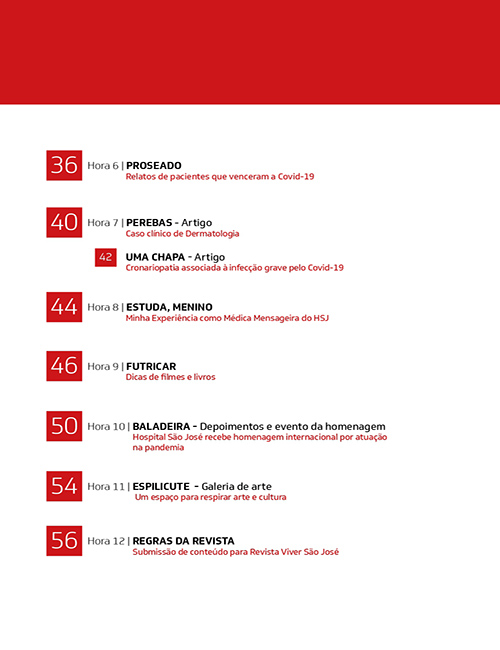 36 Hora 6 | PROSEADO
Relatos de pacientes que venceram a Covid-19
40 Hora 7 | PEREBAS - Artigo
Caso clínico de Dermatologia
42 UMA CHAPA - Artigo
Cronariopatia associada à infecção grave pelo Covid-19
44 Hora 8 | ESTUDA, MENINO
Minha Experiência como Médica Mensageira do HSJ
46 Hora 9 | FUTRICAR
Dicas de filmes e livros
50 Hora 10 | BALADEIRA - Depoimentos e evento da homenagem
Hospital São José recebe homenagem internacional por atuação
na pandemia
54 Hora 11 | ESPILICUTE - Galeria de arte
Um espaço para respirar arte e cultura
56 Hora 12 | REGRAS DA REVISTA
Submissão de conteúdo para Revista Viver São José